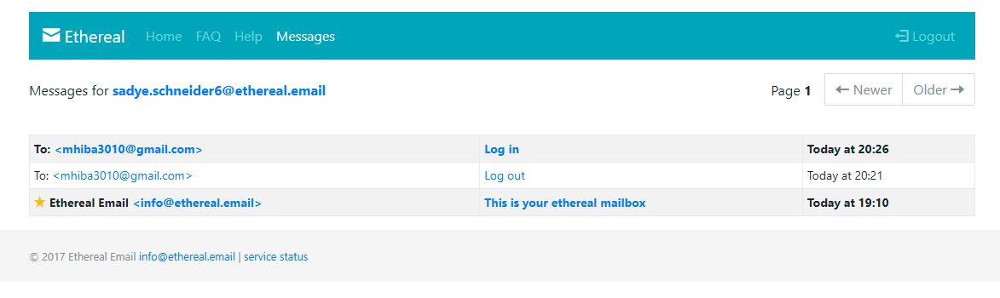 Ethereal Home FAQ Help Messages Logout
Messages for sadye.schneider6@ethereal.email Page 1 Newer Older
To: <mhiba3010@gmail.com> Log in Today at 20:26
To: <mhiba3010@gmail.com> Log out Today at 20:21
Ethereal Email <info@ethereal.email> This is your ethereal mailbox Today at 19:10
© 2017 Ethereal Email info@ethereal.email | service status